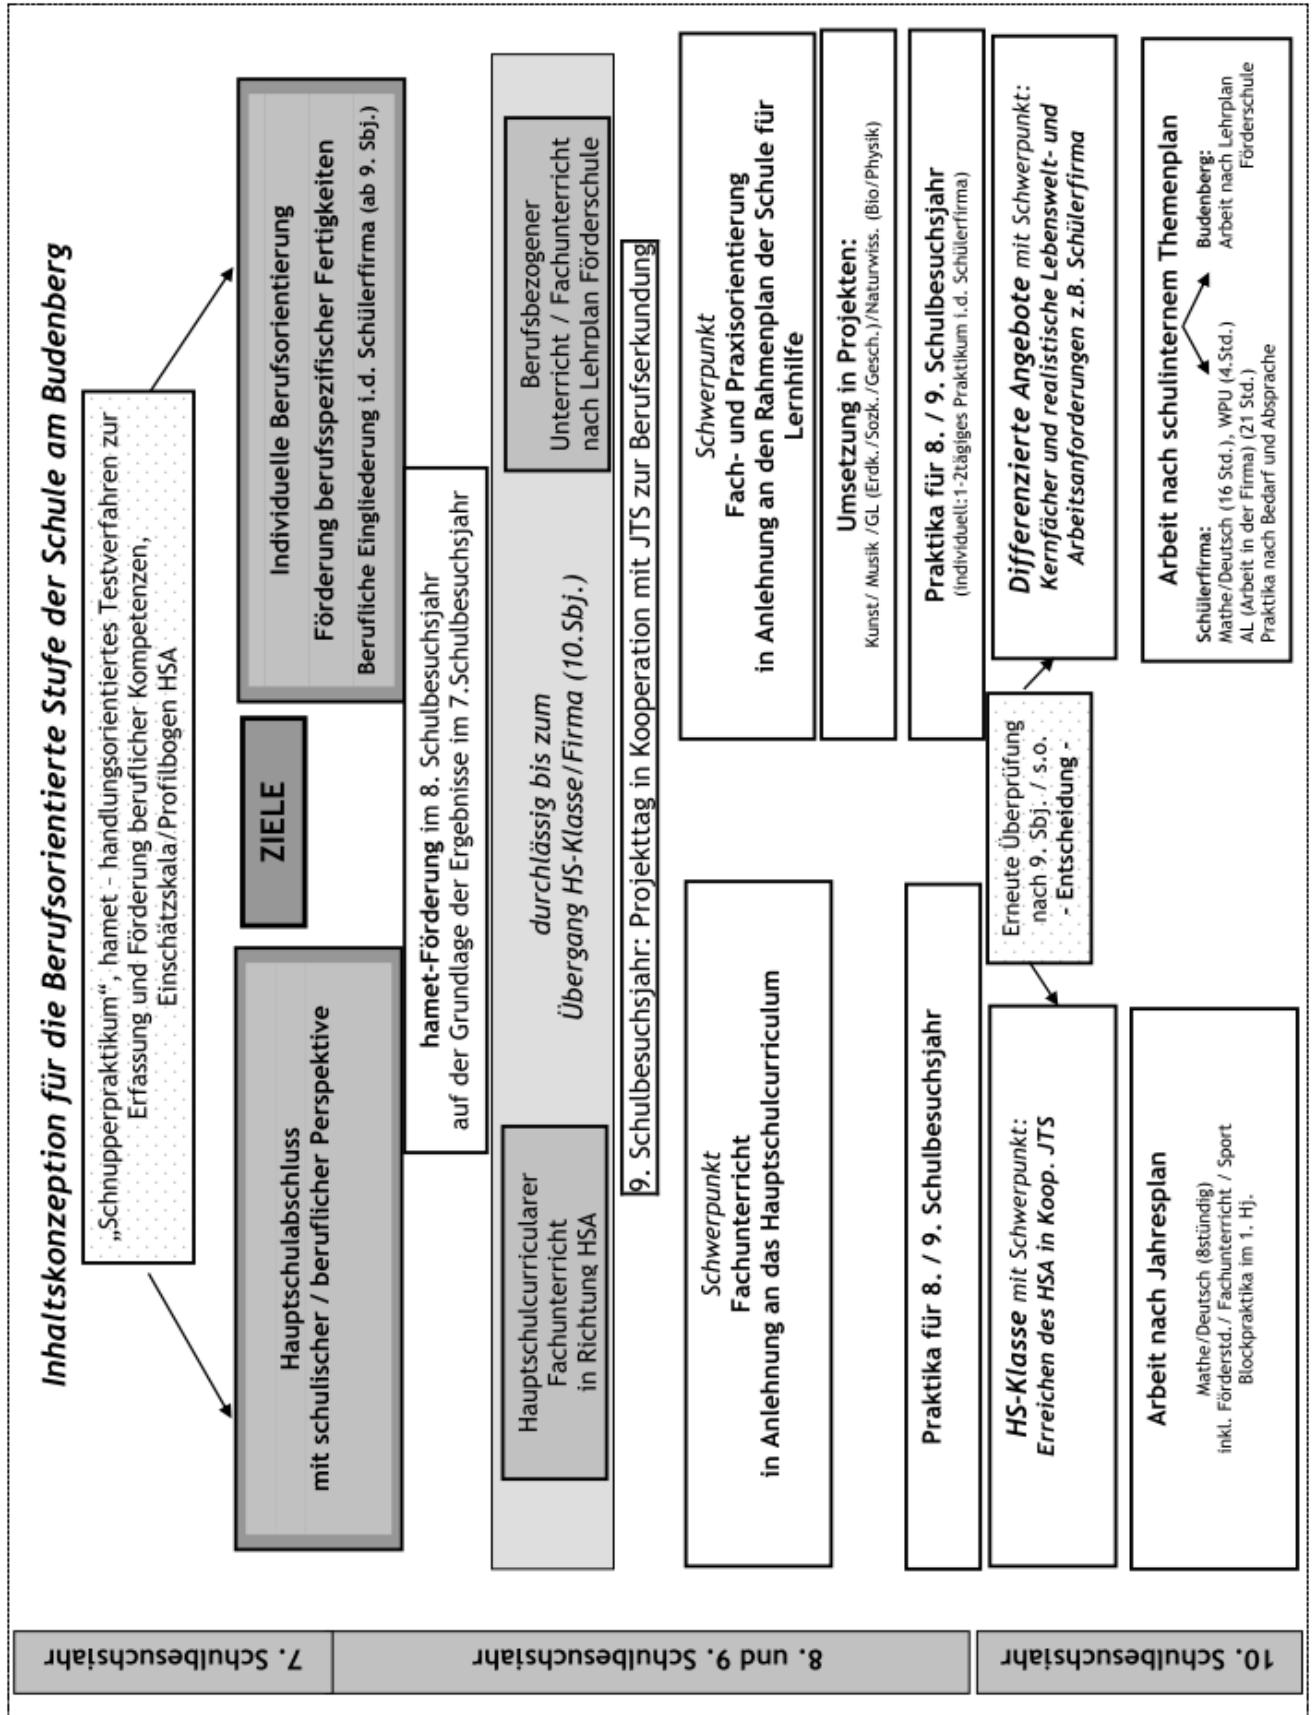 Inhaltskonzeption für die Berufsorientierte Stufe der Schule am Budenberg
„Schnupperpraktikum“, hamet - handlungsorientiertes Testverfahren zur
Erfassung und Förderung beruflicher Kompetenzen,
Einschätzskala/Profilbogen HSA
7. Schulbesuchsjahr
Hauptschulabschluss
mit schulischer / beruflicher Perspektive
ZIELE
Individuelle Berufsorientierung
Förderung berufsspezifischer Fertigkeiten
Berufliche Eingliederung i.d. Schülerfirma (ab 9. Sbj.)
8. und 9. Schulbesuchsjahr
hamet-Förderung im 8. Schulbesuchsjahr
auf der Grundlage der Ergebnisse im 7.Schulbesuchsjahr
Hauptschulcurricularer
Fachunterricht
in Richtung HSA
durchlässig bis zum
Übergang HS-Klasse/Firma (10.Sbj.)
Berufsbezogener
Unterricht / Fachunterricht
nach Lehrplan Förderschule
9. Schulbesuchsjahr: Projekttag in Kooperation mit JTS zur Berufserkundung
Schwerpunkt
Fachunterricht
in Anlehnung an das Hauptschulcurriculum
Schwerpunkt
Fach- und Praxisorientierung
in Anlehnung an den Rahmenplan der Schule für
Lernhilfe
Umsetzung in Projekten:
Kunst/ Musik /GL (Erdk./Sozk./Gesch.)/Naturwiss. (Bio/Physik)
Praktika für 8. / 9. Schulbesuchsjahr
Praktika für 8. / 9. Schulbesuchsjahr
(individuell:1-2tägiges Praktikum i.d. Schülerfirma)
10. Schulbesuchsjahr
HS-Klasse mit Schwerpunkt:
Erreichen des HSA in Koop. JTS
Erneute Überprüfung
nach 9. Sbj. / s.o.
- Entscheidung -
Differenzierte Angebote mit Schwerpunkt:
Kernfächer und realistische Lebenswelt- und
Arbeitsanforderungen z.B. Schülerfirma
Arbeit nach Jahresplan
Mathe/Deutsch (8stündig)
inkl. Förderstd./ Fachunterricht / Sport
Blockpraktika im 1. Hj.
Arbeit nach schulinternem Themenplan
Schülerfirma:
Mathe/Deutsch (16 Std.), WPU (4.Std.)
AL (Arbeit in der Firma) (21 Std.)
Praktika nach Bedarf und Absprache
Budenberg:
Arbeit nach Lehrplan
Förderschule